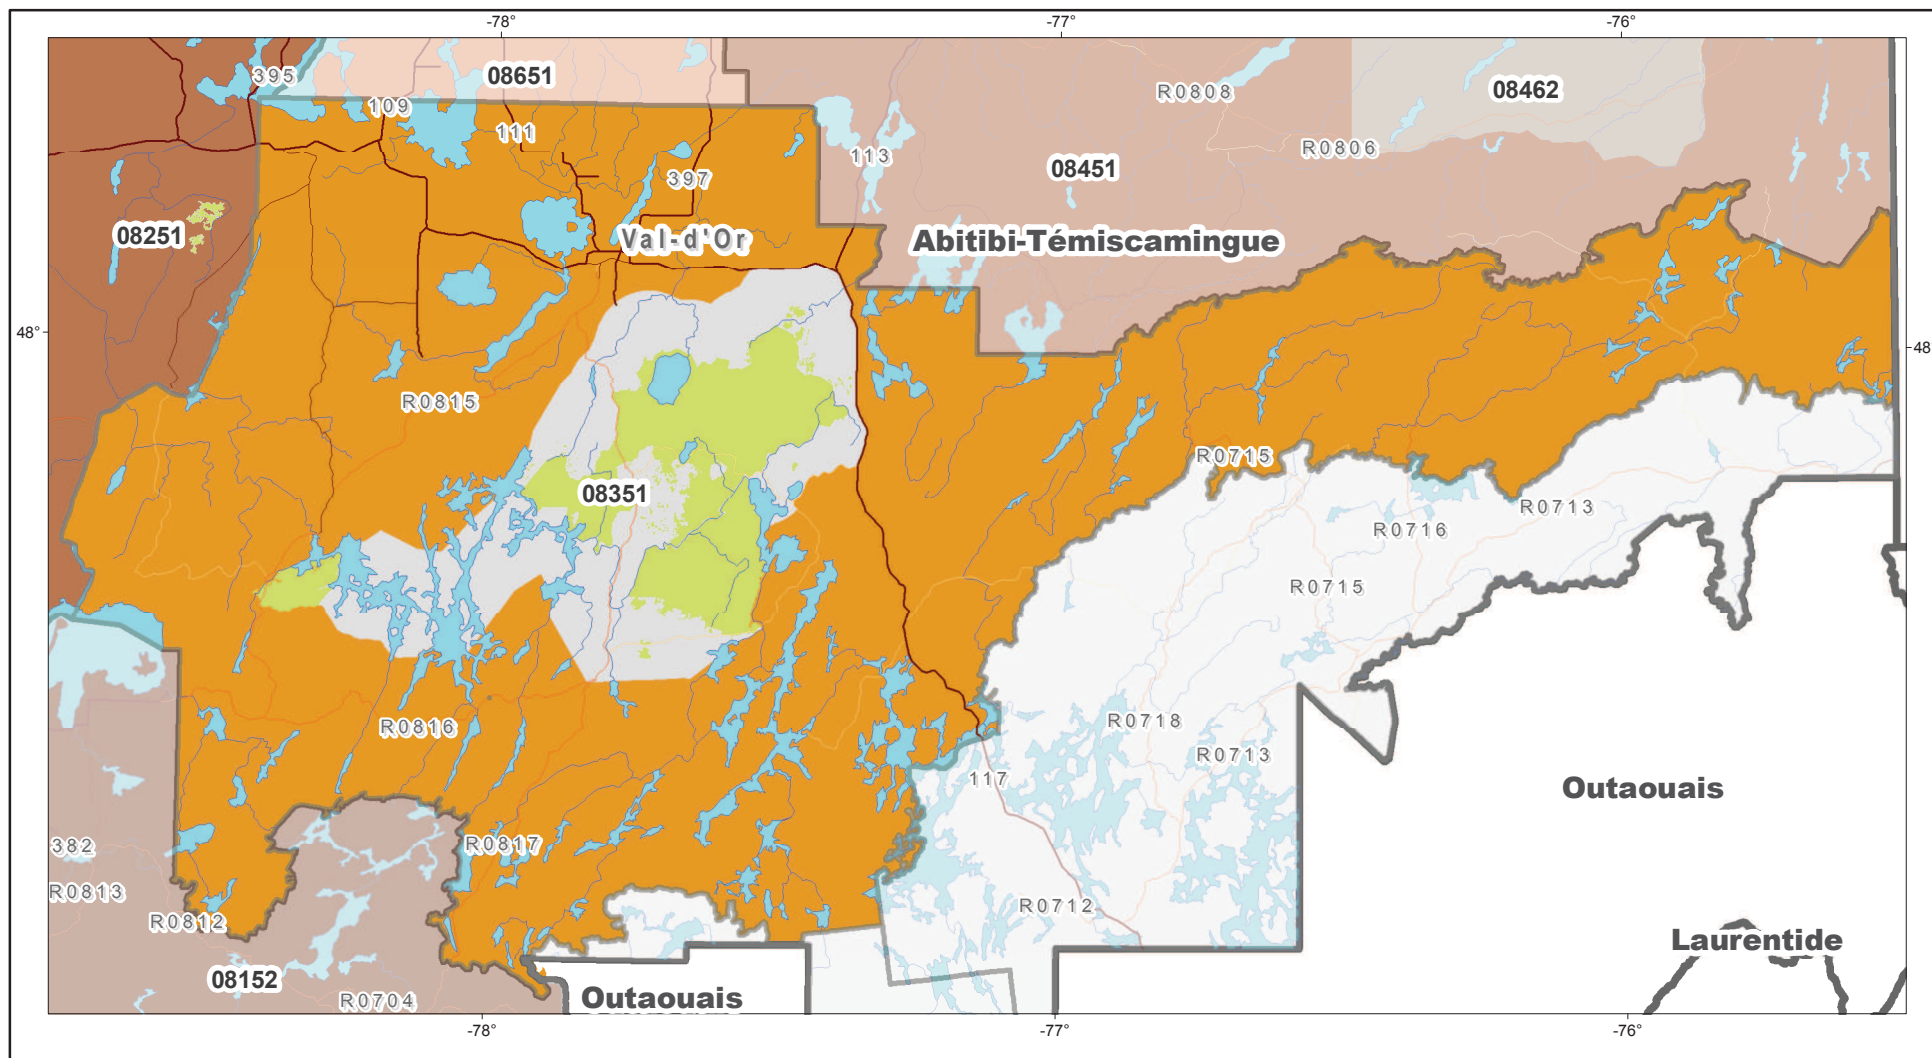 -78°
-77°
-76°
395
08651
109
111
R0808
08462
113
R0806
08451
397
08251
Val-d'Or
Abitibi-Témiscamingue
48°
48
R0815
R0715
08351
R0713
R0716
R0715
R0816
R0718
R0713
117
Outaouais
382
R0817
R0813
R0812
R0712
Laurentide
08152
R0704
Outaouais
-78°
-77°
-76°